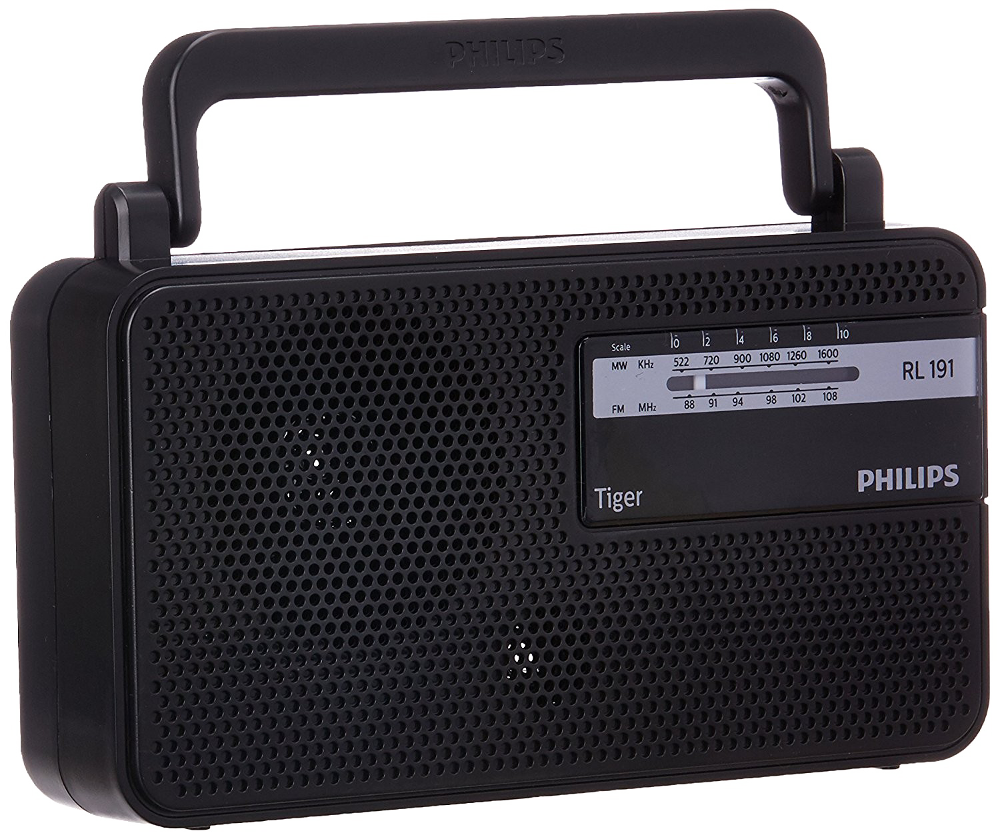 PHILIPS
Scale 0 2 4 6 8 10
MW KHz 522 720 900 1080 1260 1600
RL 191
FM MHz 88 91 94 98 102 108
PHILIPS
Tiger